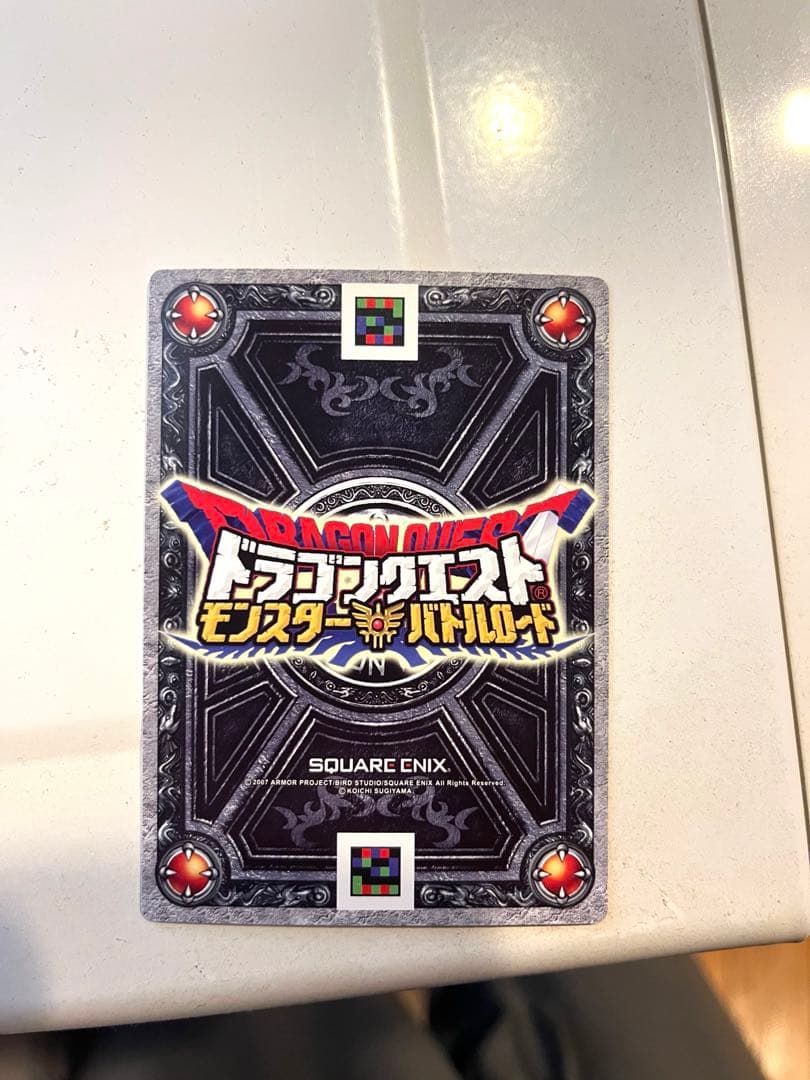 DRAGON QUEST
ドラゴンクエスト®
モンスターバトルロード
SQUARE ENIX.
© 2007 ARMOR PROJECT/BIRD STUDIO/SQUARE ENIX All Rights Reserved.
© KOICHI SUGIYAMA